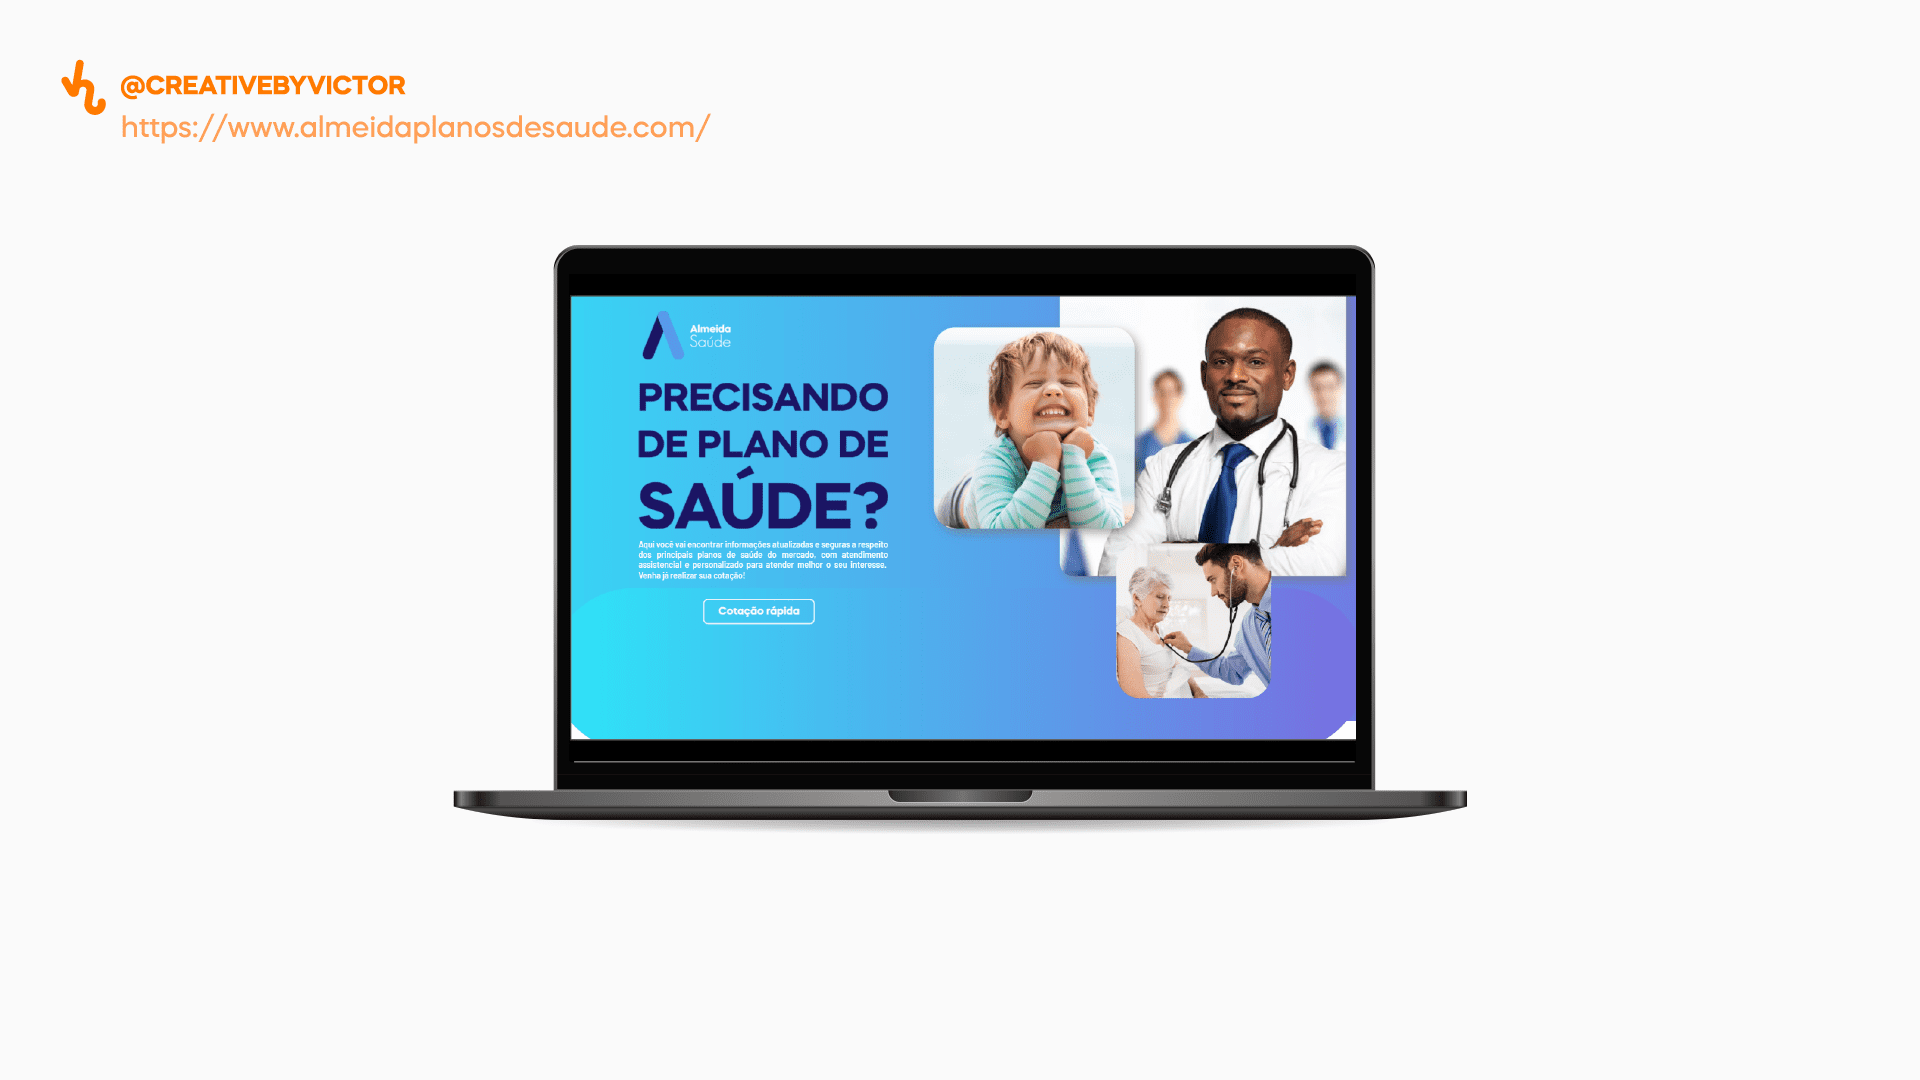 @CREATIVEBYVICTOR
https://www.almeidaplanosdesaude.com/
Almeida
Saúde
PRECISANDO
DE PLANO DE
SAÚDE?
Aqui você vai encontrar informações atualizadas e seguras a respeito
dos principais planos de saúde do mercado, com atendimento
assistencial e personalizado para atender melhor o seu interesse.
Venha já realizar sua cotação!
Cotação rápida